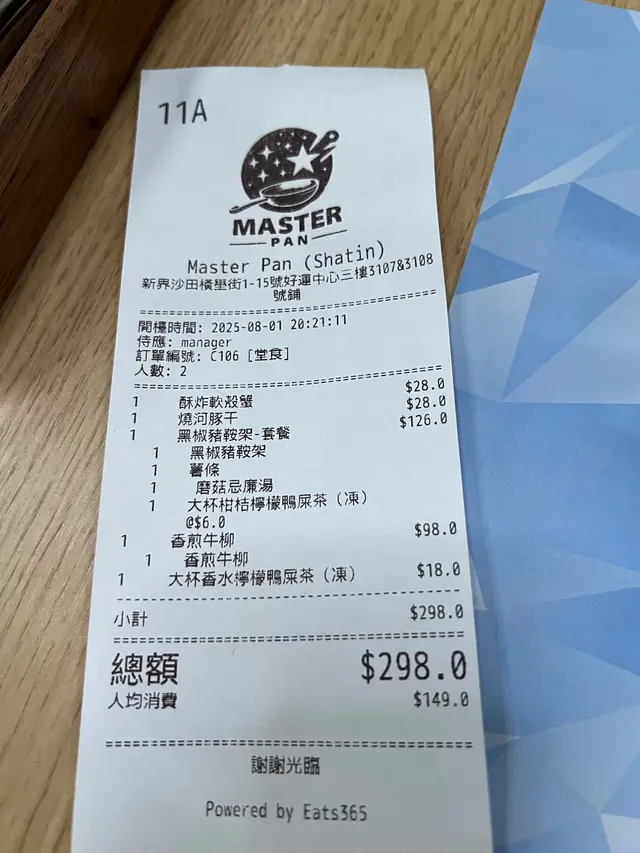 11A
MASTER
PAN
Master Pan (Shatin)
新界沙田橫壆街1-15號好運中心三樓3107&3108
號鋪
開檯時間: 2025-08-01 20:21:11
侍應: manager
訂單編號: C106 [堂食]
人數: 2
1 酥炸軟殼蟹 $28.0
1 燒河豚干 $28.0
1 黑椒豬鞍架-套餐 $126.0
1 黑椒豬鞍架
1 薯條
1 磨菇忌廉湯
1 大杯柑桔檸檬鴨屎茶（凍）
@$6.0
1 香煎牛柳 $98.0
1 香煎牛柳
1 大杯香水檸檬鴨屎茶（凍） $18.0
小計 $298.0
總額 $298.0
人均消費 $149.0
謝謝光臨
Powered by Eats365